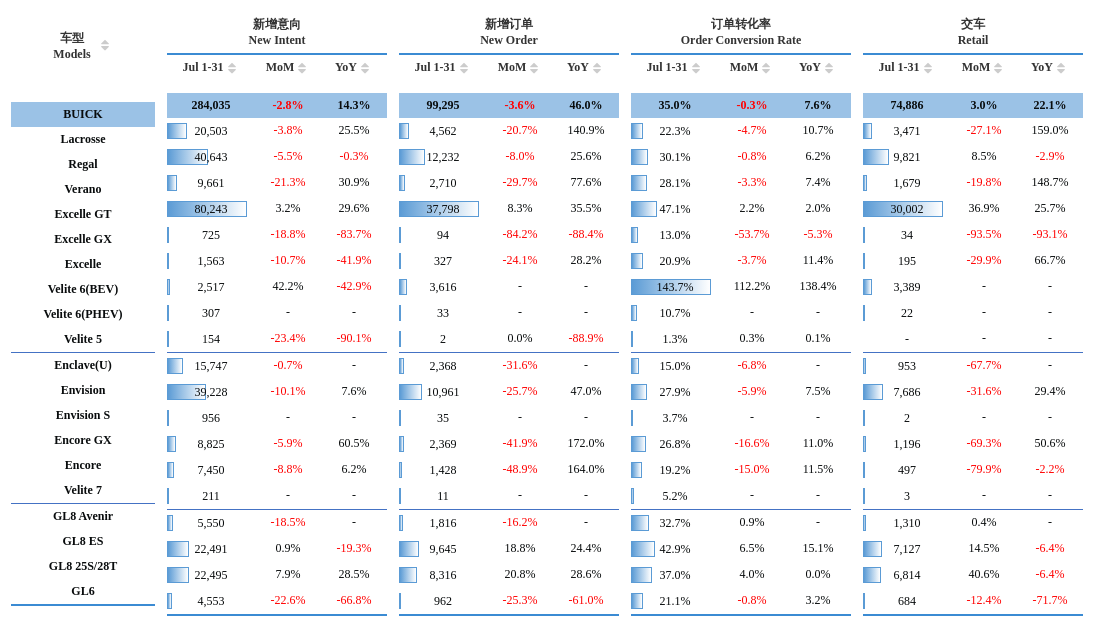 车型
Models
新增意向
New Intent
新增订单
New Order
订单转化率
Order Conversion Rate
交车
Retail
Jul 1-31 MoM YoY Jul 1-31 MoM YoY Jul 1-31 MoM YoY Jul 1-31 MoM YoY
BUICK 284,035 -2.8% 14.3% 99,295 -3.6% 46.0% 35.0% -0.3% 7.6% 74,886 3.0% 22.1%
Lacrosse 20,503 -3.8% 25.5% 4,562 -20.7% 140.9% 22.3% -4.7% 10.7% 3,471 -27.1% 159.0%
Regal 40,643 -5.5% -0.3% 12,232 -8.0% 25.6% 30.1% -0.8% 6.2% 9,821 8.5% -2.9%
Verano 9,661 -21.3% 30.9% 2,710 -29.7% 77.6% 28.1% -3.3% 7.4% 1,679 -19.8% 148.7%
Excelle GT 80,243 3.2% 29.6% 37,798 8.3% 35.5% 47.1% 2.2% 2.0% 30,002 36.9% 25.7%
Excelle GX 725 -18.8% -83.7% 94 -84.2% -88.4% 13.0% -53.7% -5.3% 34 -93.5% -93.1%
Excelle 1,563 -10.7% -41.9% 327 -24.1% 28.2% 20.9% -3.7% 11.4% 195 -29.9% 66.7%
Velite 6(BEV) 2,517 42.2% -42.9% 3,616 - - 143.7% 112.2% 138.4% 3,389 - -
Velite 6(PHEV) 307 - - 33 - - 10.7% - - 22 - -
Velite 5 154 -23.4% -90.1% 2 0.0% -88.9% 1.3% 0.3% 0.1% - - -
Enclave(U) 15,747 -0.7% - 2,368 -31.6% - 15.0% -6.8% - 953 -67.7% -
Envision 39,228 -10.1% 7.6% 10,961 -25.7% 47.0% 27.9% -5.9% 7.5% 7,686 -31.6% 29.4%
Envision S 956 - - 35 - - 3.7% - - 2 - -
Encore GX 8,825 -5.9% 60.5% 2,369 -41.9% 172.0% 26.8% -16.6% 11.0% 1,196 -69.3% 50.6%
Encore 7,450 -8.8% 6.2% 1,428 -48.9% 164.0% 19.2% -15.0% 11.5% 497 -79.9% -2.2%
Velite 7 211 - - 11 - - 5.2% - - 3 - -
GL8 Avenir 5,550 -18.5% - 1,816 -16.2% - 32.7% 0.9% - 1,310 0.4% -
GL8 ES 22,491 0.9% -19.3% 9,645 18.8% 24.4% 42.9% 6.5% 15.1% 7,127 14.5% -6.4%
GL8 25S/28T 22,495 7.9% 28.5% 8,316 20.8% 28.6% 37.0% 4.0% 0.0% 6,814 40.6% -6.4%
GL6 4,553 -22.6% -66.8% 962 -25.3% -61.0% 21.1% -0.8% 3.2% 684 -12.4% -71.7%